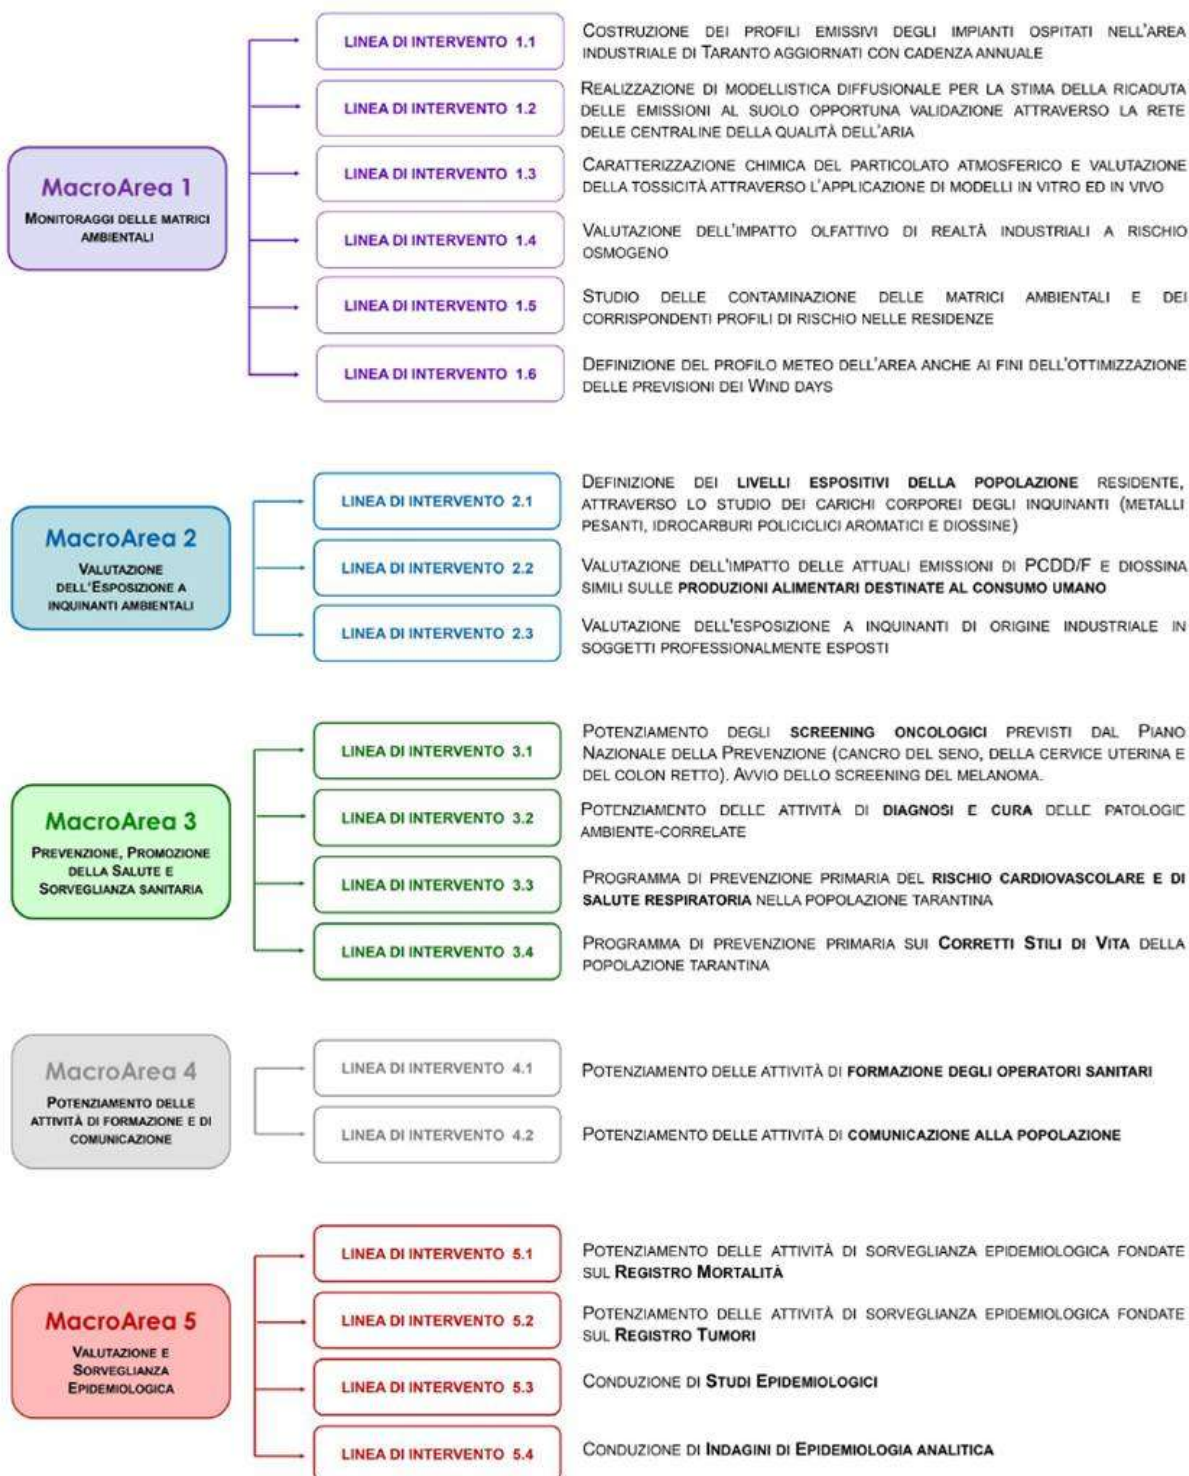 MacroArea 1
MONITORAGGI DELLE MATRICI
AMBIENTALI
LINEA DI INTERVENTO 1.1
COSTRUZIONE DEI PROFILI EMISSIVI DEGLI IMPIANTI OSPITATI NELL'AREA
INDUSTRIALE DI TARANTO AGGIORNATI CON CADENZA ANNUALE
LINEA DI INTERVENTO 1.2
REALIZZAZIONE DI MODELLISTICA DIFFUSIONALE PER LA STIMA DELLA RICADUTA
DELLE EMISSIONI AL SUOLO OPPORTUNA VALIDAZIONE ATTRAVERSO LA RETE
DELLE CENTRALINE DELLA QUALITÀ DELL'ARIA
LINEA DI INTERVENTO 1.3
CARATTERIZZAZIONE CHIMICA DEL PARTICOLATO ATMOSFERICO E VALUTAZIONE
DELLA TOSSICITÀ ATTRAVERSO L'APPLICAZIONE DI MODELLI IN VITRO ED IN VIVO
LINEA DI INTERVENTO 1.4
VALUTAZIONE DELL'IMPATTO OLFATTIVO DI REALTÀ INDUSTRIALI A RISCHIO
OSMOGENO
LINEA DI INTERVENTO 1.5
STUDIO DELLE CONTAMINAZIONE DELLE MATRICI AMBIENTALI E DEI
CORRISPONDENTI PROFILI DI RISCHIO NELLE RESIDENZE
LINEA DI INTERVENTO 1.6
DEFINIZIONE DEL PROFILO METEO DELL'AREA ANCHE AI FINI DELL'OTTIMIZZAZIONE
DELLE PREVISIONI DEI WIND DAYS
MacroArea 2
VALUTAZIONE
DELL'ESPOSIZIONE A
INQUINANTI AMBIENTALI
LINEA DI INTERVENTO 2.1
DEFINIZIONE DEI LIVELLI ESPOSITIVI DELLA POPOLAZIONE RESIDENTE,
ATTRAVERSO LO STUDIO DEI CARICHI CORPOREI DEGLI INQUINANTI (METALLI
PESANTI, IDROCARBURI POLICICLICI AROMATICI E DIOSSINE)
LINEA DI INTERVENTO 2.2
VALUTAZIONE DELL'IMPATTO DELLE ATTUALI EMISSIONI DI PCDD/F E DIOSSINA
SIMILI SULLE PRODUZIONI ALIMENTARI DESTINATE AL CONSUMO UMANO
LINEA DI INTERVENTO 2.3
VALUTAZIONE DELL'ESPOSIZIONE A INQUINANTI DI ORIGINE INDUSTRIALE IN
SOGGETTI PROFESSIONALMENTE ESPOSTI
MacroArea 3
PREVENZIONE, PROMOZIONE
DELLA SALUTE E
SORVEGLIANZA SANITARIA
LINEA DI INTERVENTO 3.1
POTENZIAMENTO DEGLI SCREENING ONCOLOGICI PREVISTI DAL PIANO
NAZIONALE DELLA PREVENZIONE (CANCRO DEL SENO, DELLA CERVICE UTERINA E
DEL COLON RETTO). AVVIO DELLO SCREENING DEL MELANOMA.
LINEA DI INTERVENTO 3.2
POTENZIAMENTO DELLE ATTIVITÀ DI DIAGNOSI E CURA DELLE PATOLOGIE
AMBIENTE-CORRELATE
LINEA DI INTERVENTO 3.3
PROGRAMMA DI PREVENZIONE PRIMARIA DEL RISCHIO CARDIOVASCOLARE E DI
SALUTE RESPIRATORIA NELLA POPOLAZIONE TARANTINA
LINEA DI INTERVENTO 3.4
PROGRAMMA DI PREVENZIONE PRIMARIA SUI CORRETTI STILI DI VITA DELLA
POPOLAZIONE TARANTINA
MacroArea 4
POTENZIAMENTO DELLE
ATTIVITÀ DI FORMAZIONE E DI
COMUNICAZIONE
LINEA DI INTERVENTO 4.1
POTENZIAMENTO DELLE ATTIVITÀ DI FORMAZIONE DEGLI OPERATORI SANITARI
LINEA DI INTERVENTO 4.2
POTENZIAMENTO DELLE ATTIVITÀ DI COMUNICAZIONE ALLA POPOLAZIONE
MacroArea 5
VALUTAZIONE E
SORVEGLIANZA
EPIDEMIOLOGICA
LINEA DI INTERVENTO 5.1
POTENZIAMENTO DELLE ATTIVITÀ DI SORVEGLIANZA EPIDEMIOLOGICA FONDATE
SUL REGISTRO MORTALITÀ
LINEA DI INTERVENTO 5.2
POTENZIAMENTO DELLE ATTIVITÀ DI SORVEGLIANZA EPIDEMIOLOGICA FONDATE
SUL REGISTRO TUMORI
LINEA DI INTERVENTO 5.3
CONDUZIONE DI STUDI EPIDEMIOLOGICI
LINEA DI INTERVENTO 5.4
CONDUZIONE DI INDAGINI DI EPIDEMIOLOGIA ANALITICA